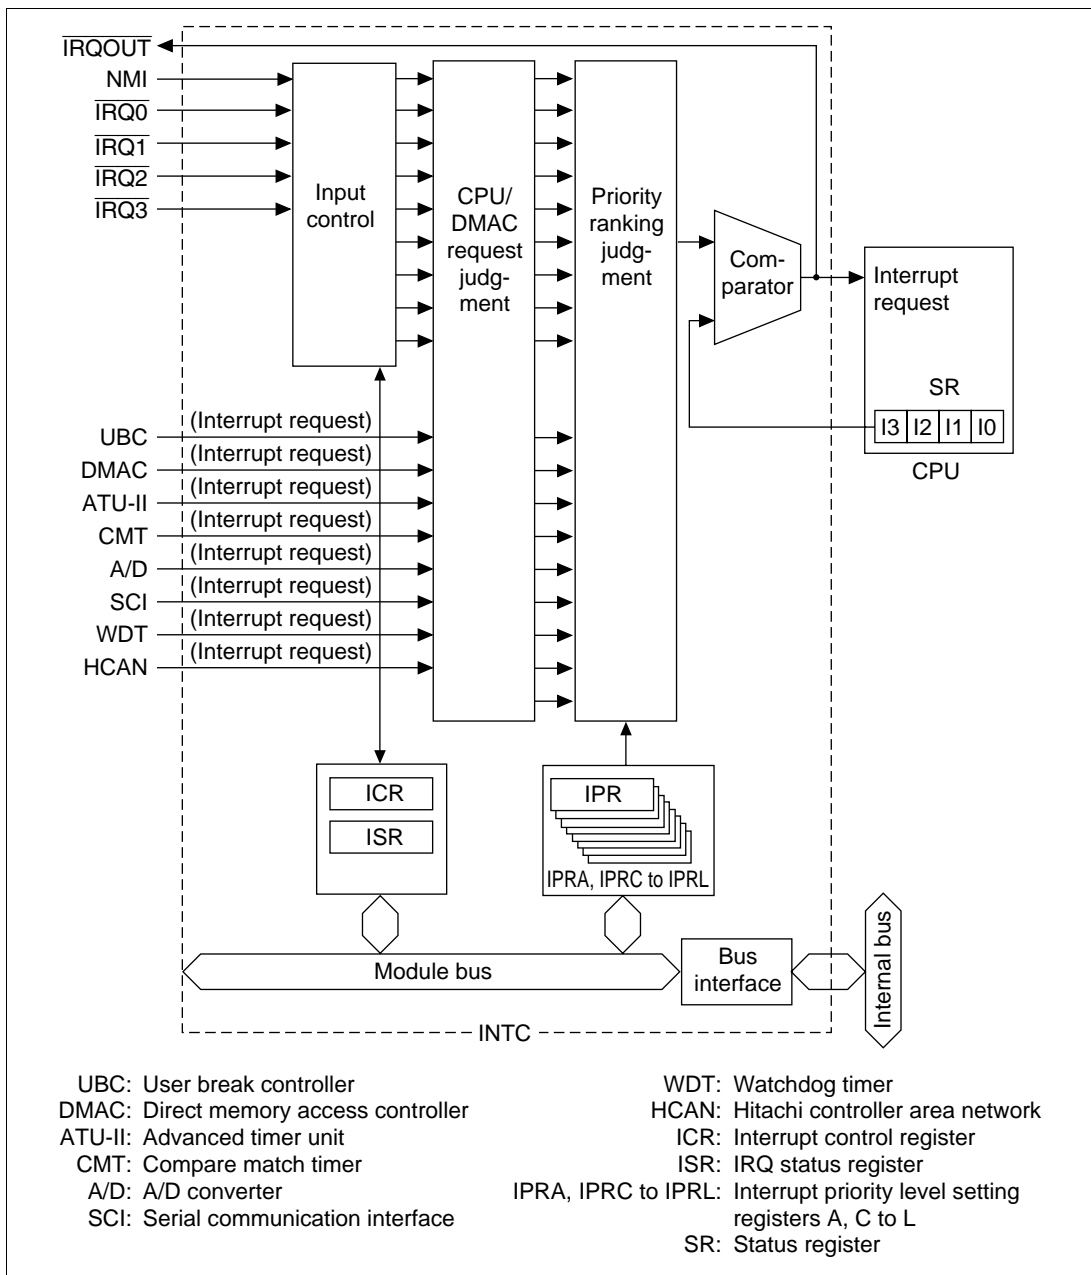 IRQOUT
NMI
IRQ0
IRQ1
IRQ2
IRQ3
Input
control
CPU/
DMAC
request
judg-
ment
Priority
ranking
judg-
ment
Com-
parator
Interrupt
request
SR
I3 I2 I1 I0
CPU
UBC
(Interrupt request)
DMAC
(Interrupt request)
ATU-II
(Interrupt request)
CMT
(Interrupt request)
A/D
(Interrupt request)
SCI
(Interrupt request)
WDT
(Interrupt request)
HCAN
(Interrupt request)
ICR
ISR
IPR
IPRA, IPRC to IPRL
Module bus
Bus
interface
Internal bus
INTC
UBC: User break controller
DMAC: Direct memory access controller
ATU-II: Advanced timer unit
CMT: Compare match timer
A/D: A/D converter
SCI: Serial communication interface
WDT: Watchdog timer
HCAN: Hitachi controller area network
ICR: Interrupt control register
ISR: IRQ status register
IPRA, IPRC to IPRL: Interrupt priority level setting
registers A, C to L
SR: Status register